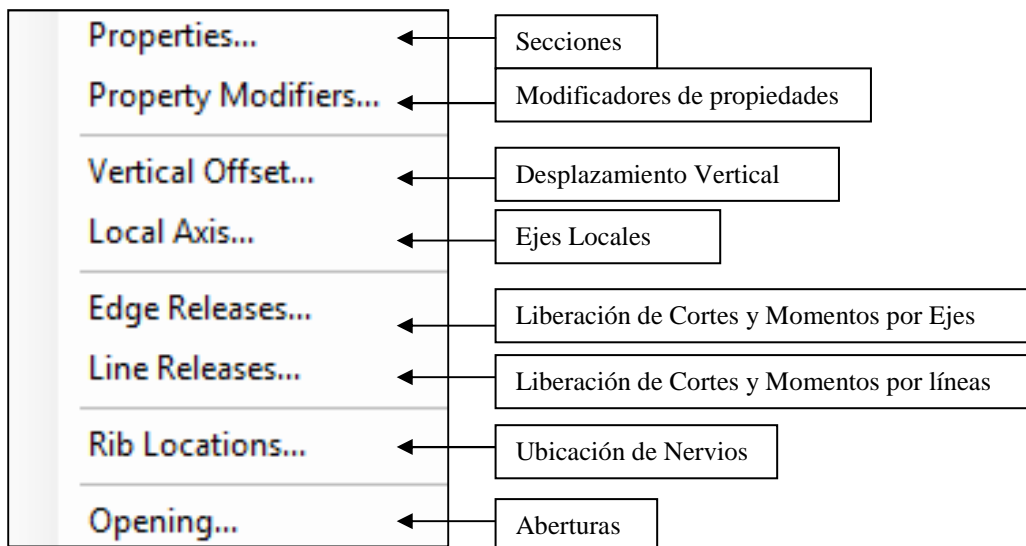 Properties...
Secciones
Property Modifiers...
Modificadores de propiedades
Vertical Offset...
Desplazamiento Vertical
Local Axis...
Ejes Locales
Edge Releases...
Liberación de Cortes y Momentos por Ejes
Line Releases...
Liberación de Cortes y Momentos por líneas
Rib Locations...
Ubicación de Nervios
Opening...
Aberturas